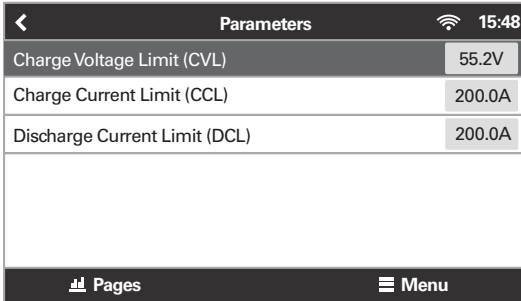 Parameters 15:48
Charge Voltage Limit (CVL) 55.2V
Charge Current Limit (CCL) 200.0A
Discharge Current Limit (DCL) 200.0A
Pages Menu